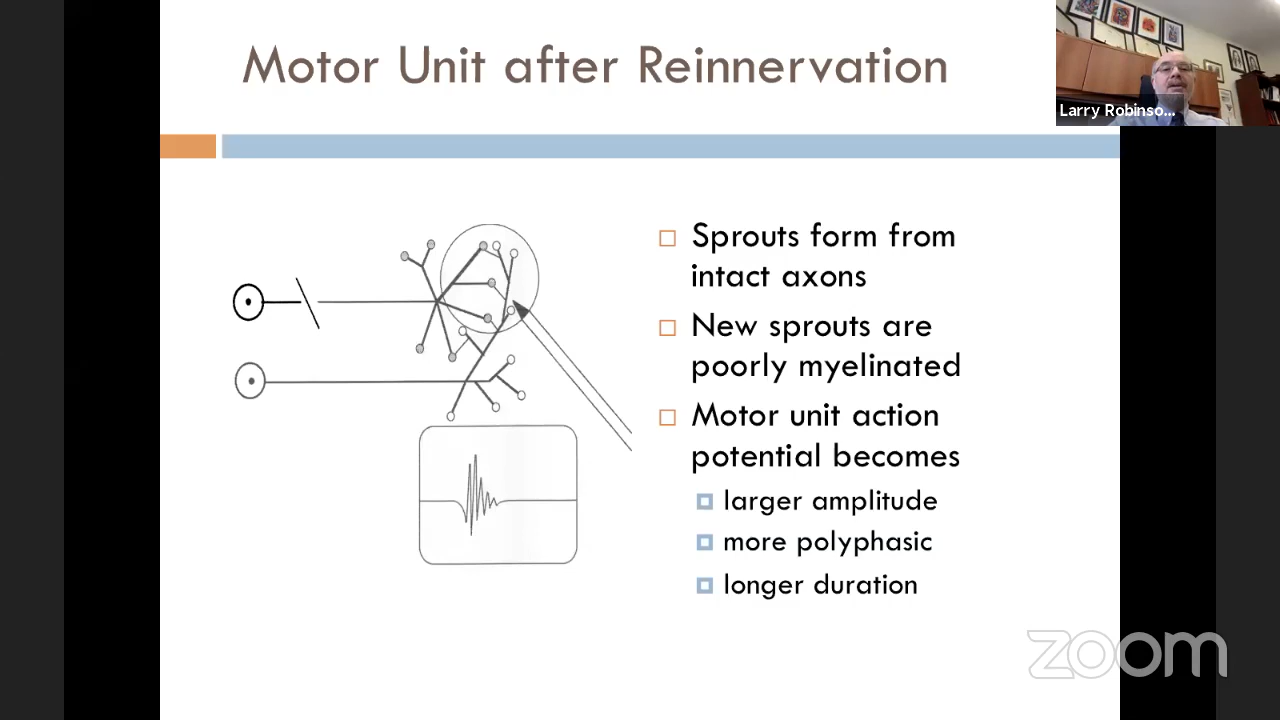 Motor Unit after Reinnervation
Larry Robinso...
Sprouts form from
intact axons
New sprouts are
poorly myelinated
Motor unit action
potential becomes
larger amplitude
more polyphasic
longer duration
zoom